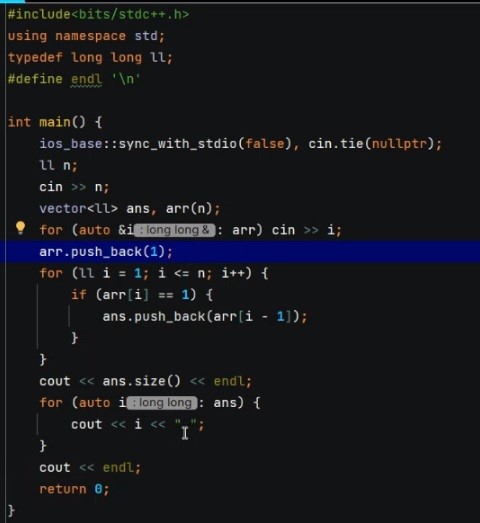 #include<bits/stdc++.h>
using namespace std;
typedef long long ll;
#define endl '\n'
int main() {
ios_base::sync_with_stdio(false), cin.tie(nullptr);
ll n;
cin >> n;
vector<ll> ans, arr(n);
for (auto &i : long long & : arr) cin >> i;
arr.push_back(1);
for (ll i = 1; i <= n; i++) {
if (arr[i] == 1) {
ans.push_back(arr[i - 1]);
}
}
cout << ans.size() << endl;
for (auto i : long long : ans) {
cout << i << " ";
}
cout << endl;
return 0;
}